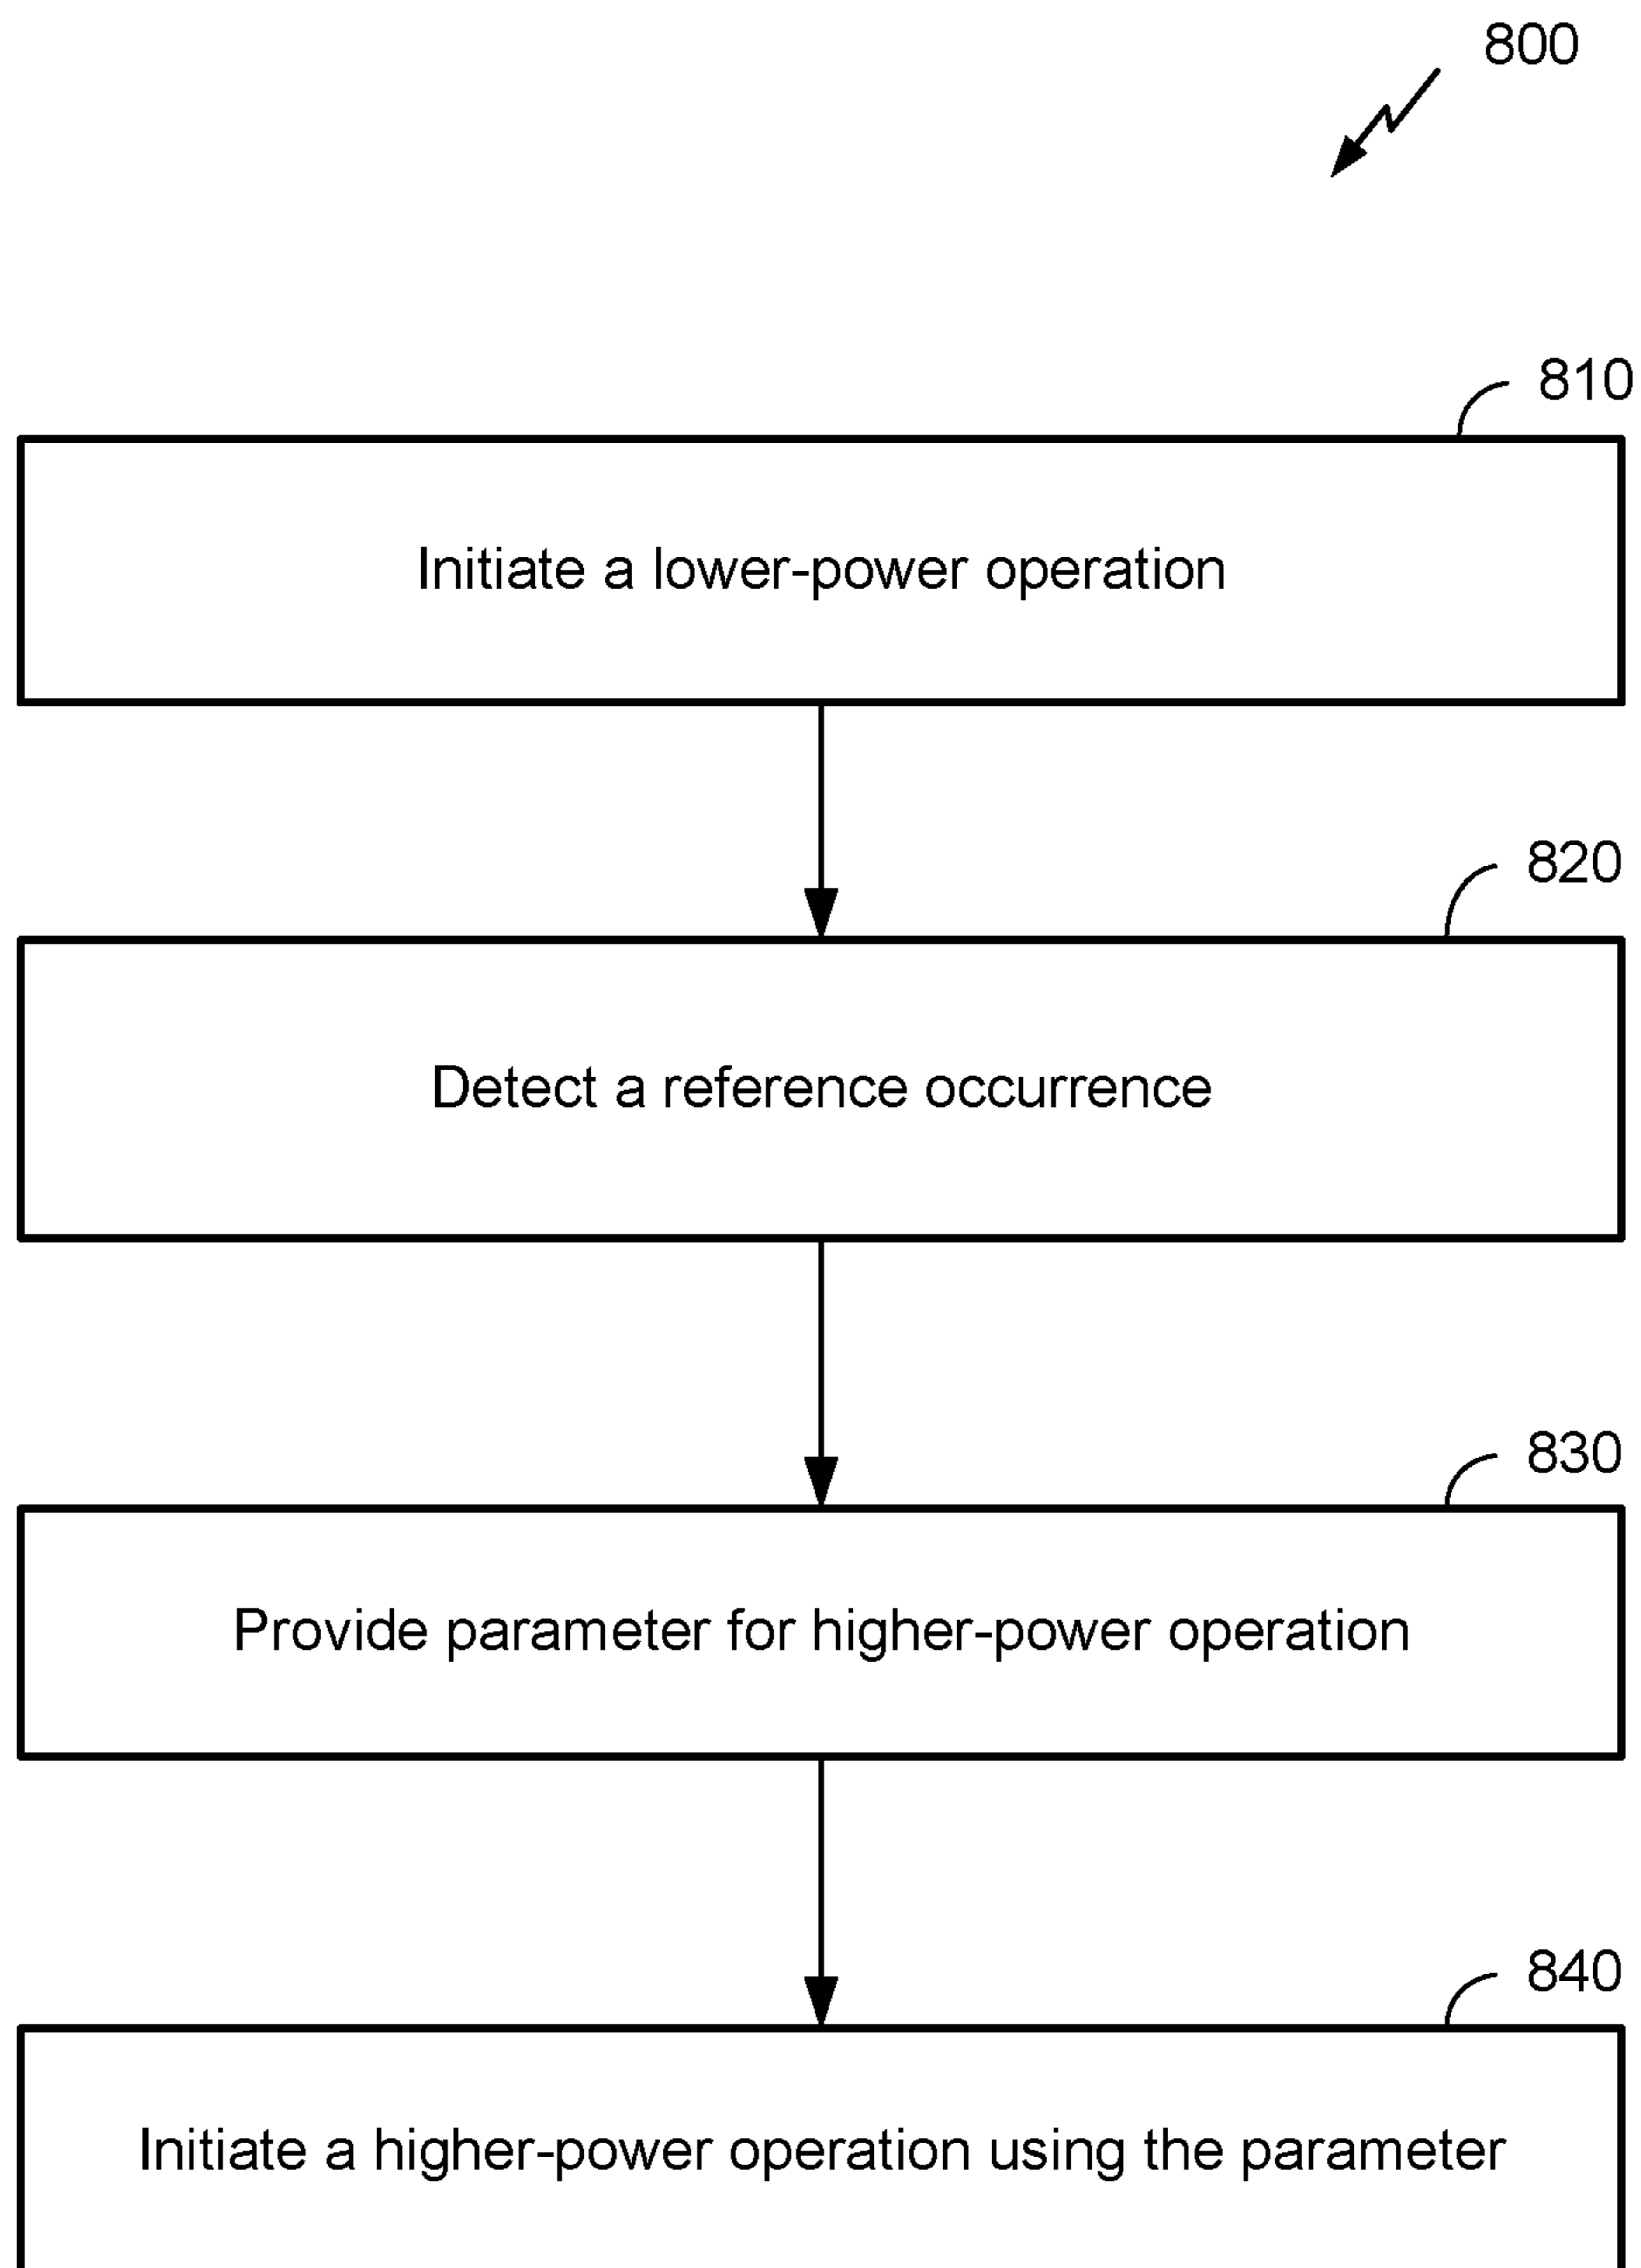 800
810
Initiate a lower-power operation
820
Detect a reference occurrence
830
Provide parameter for higher-power operation
840
Initiate a higher-power operation using the parameter